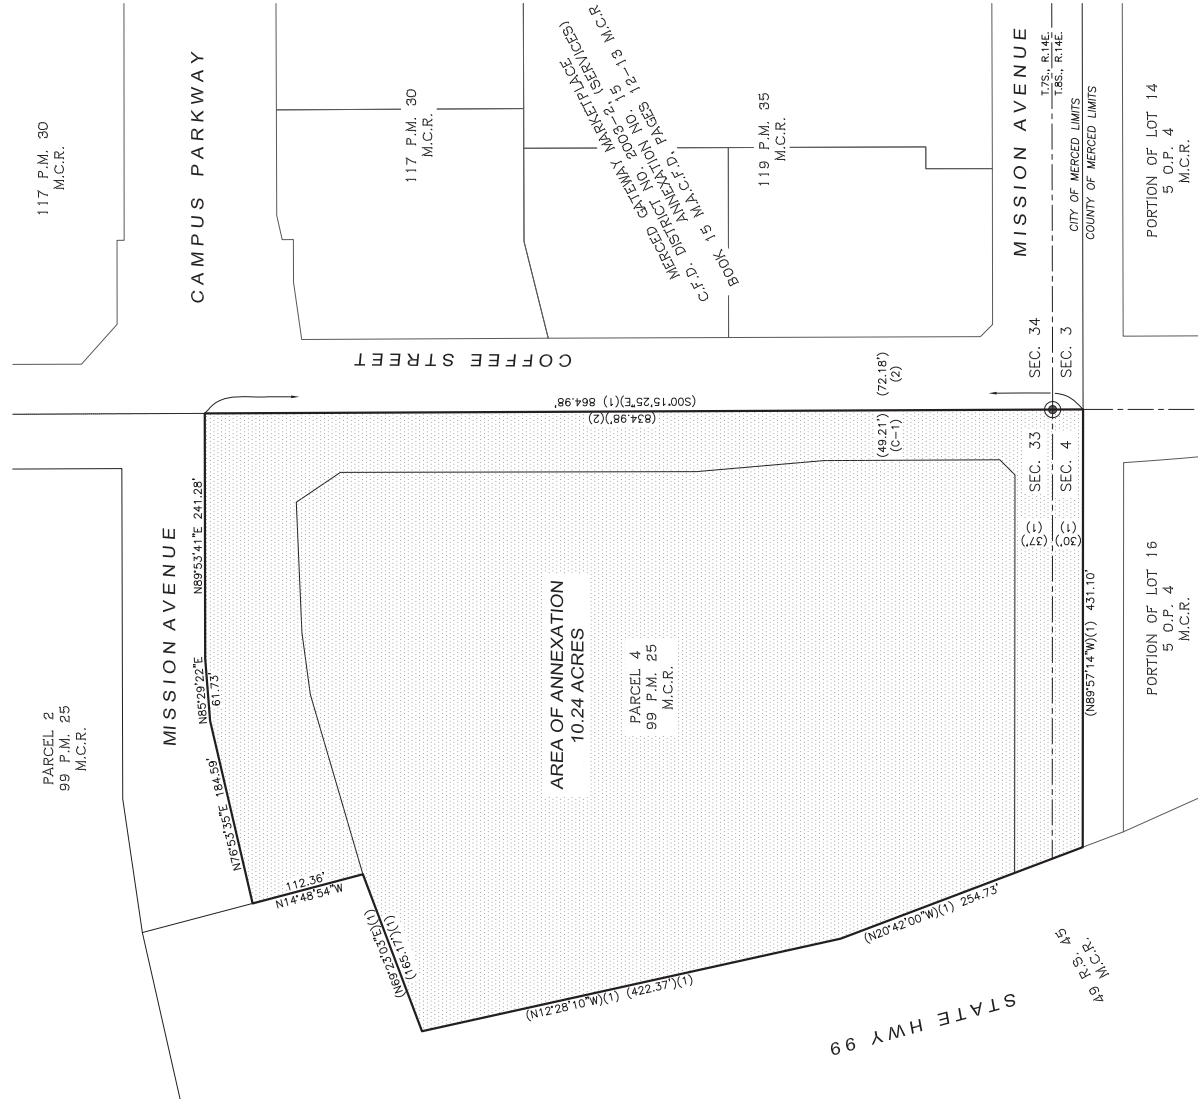 117 P.M. 30
M.C.R.
CAMPUS PARKWAY
117 P.M. 30
M.C.R.
MERCED GATEWAY MARKETPLACE
C.F.D. DISTRICT NO. 2003-2, (SERVICES)
ANNEXATION NO. 15
BOOK 15 M.A.C.F.D. PAGES 12-13 M.C.R
119 P.M. 35
M.C.R.
MISSION AVENUE
T.7S., R.14E.
T.8S., R.14E.
CITY OF MERCED LIMITS
COUNTY OF MERCED LIMITS
PORTION OF LOT 14
5 O.P. 4
M.C.R.
COFFEE STREET
SEC. 34
SEC. 3
(72.18')
(2)
(S00°15'25"E)(1) 864.98'
(834.98')(2)
(49.21')
(C-1)
SEC. 33
SEC. 4
(37')
(1)
(30')
(1)
N89°53'41"E 241.28'
MISSION AVENUE
N85°29'22"E
61.73'
N76°53'35"E 184.59'
PARCEL 2
99 P.M. 25
M.C.R.
AREA OF ANNEXATION
10.24 ACRES
PARCEL 4
99 P.M. 25
M.C.R.
(N89°57'14"W)(1) 431.10'
PORTION OF LOT 16
5 O.P. 4
M.C.R.
112.36'
N14°48'54"W
(N69°23'03"E)(1)
(165.17')(1)
(N12°28'10"W)(1) (422.37')(1)
(N20°42'00"W)(1) 254.73'
STATE HWY 99
49 R.S. 45
M.C.R.